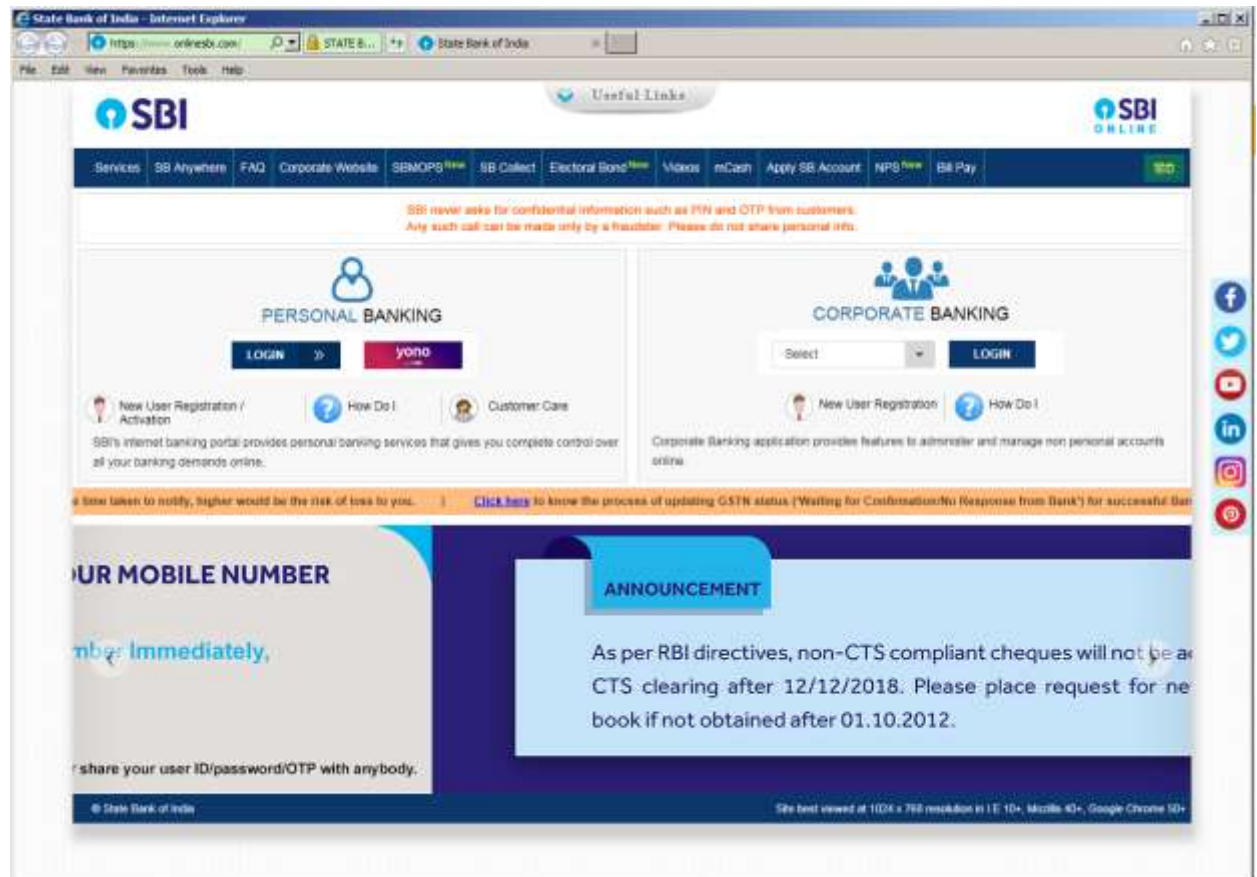 State Bank of India - Internet Explorer
https://www.onlinesbi.com/ STATE B... State Bank of India
File Edit View Favorites Tools Help
Useful Links
SBI
SBI
ONLINE
Services SB Anywhere FAQ Corporate Website SBMOPS New SB Collect Electoral Bond New Videos mCash Apply SB Account NPS New Bill Pay
SBI never asks for confidential information such as PIN and OTP from customers.
Any such call can be made only by a fraudster. Please do not share personal info.
PERSONAL BANKING
LOGIN »
yono
New User Registration /
Activation
How Do I
Customer Care
SBI's internet banking portal provides personal banking services that gives you complete control over
all your banking demands online.
CORPORATE BANKING
Select
LOGIN
New User Registration
How Do I
Corporate Banking application provides features to administer and manage non personal accounts
online.
e time taken to notify, higher would be the risk of loss to you. | Click here to know the process of updating GSTN status ('Waiting for Confirmation/No Response from Bank') for successful Ban
UR MOBILE NUMBER
Immediately,
share your user ID/password/OTP with anybody.
ANNOUNCEMENT
As per RBI directives, non-CTS compliant cheques will not be a
CTS clearing after 12/12/2018. Please place request for ne
book if not obtained after 01.10.2012.
© State Bank of India
Site best viewed at 1024 x 768 resolution in I.E 10+, Mozilla 40+, Google Chrome 50+